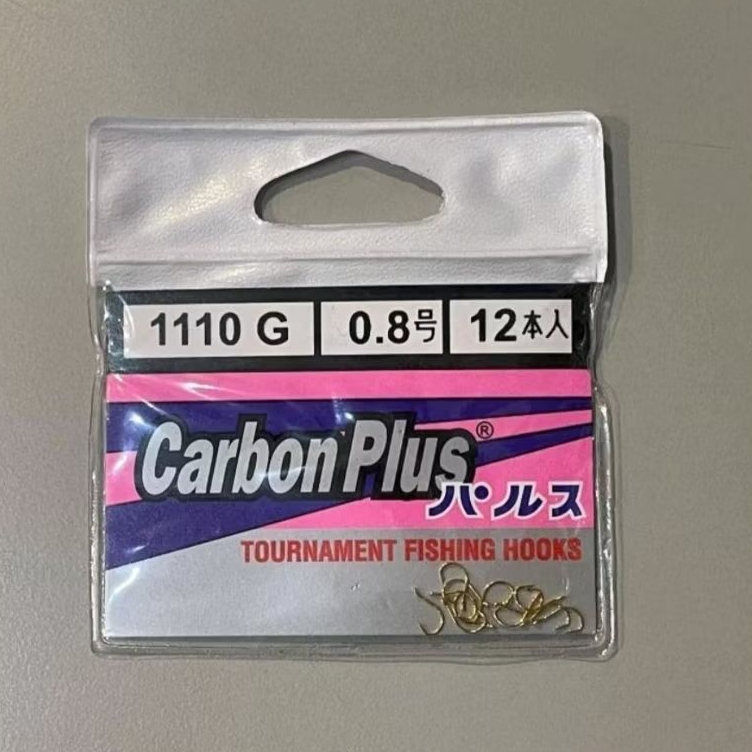 1110 G 0.8号 12本入
Carbon Plus®
パルス
TOURNAMENT FISHING HOOKS